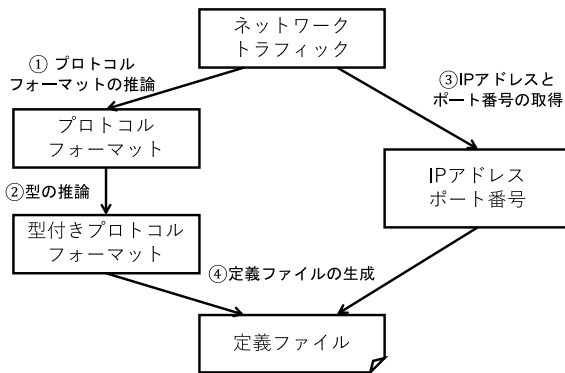 ネットワーク
トラフィック
① プロトコル
フォーマットの推論
③IPアドレスと
ポート番号の取得
プロトコル
フォーマット
IPアドレス
ポート番号
②型の推論
型付きプロトコル
フォーマット
④定義ファイルの生成
定義ファイル